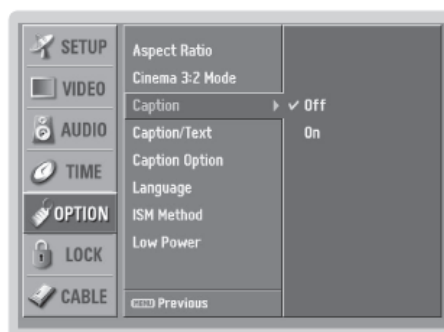 SETUP
VIDEO
AUDIO
TIME
OPTION
LOCK
CABLE
Aspect Ratio
Cinema 3:2 Mode
Caption
Caption/Text
Caption Option
Language
ISM Method
Low Power
MENU Previous
Off
On